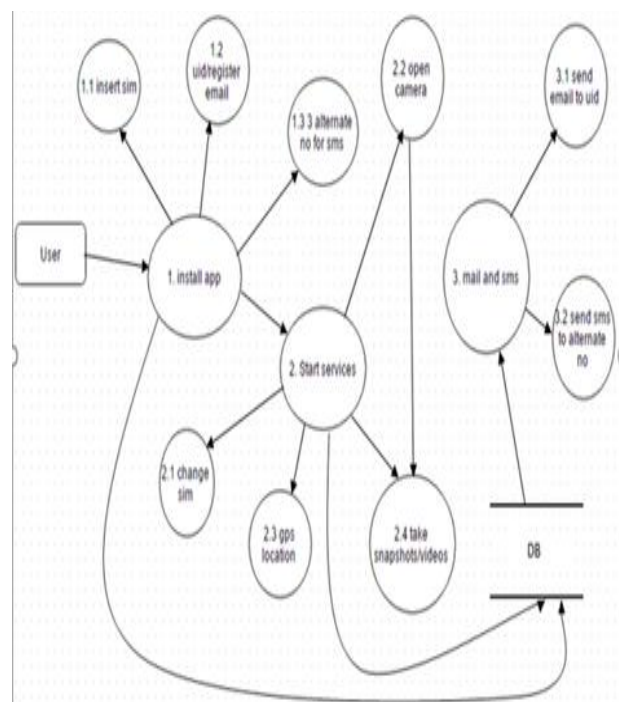 1.1 insert sim
1.2
uid/register
email
1.3 3 alternate
no for sms
2.2 open
camera
3.1 send
email to uid
User
1. install app
3. mail and sms
3.2 send sms
to alternate
no
2. Start services
2.1 change
sim
2.3 gps
location
2.4 take
snapshots/videos
DB